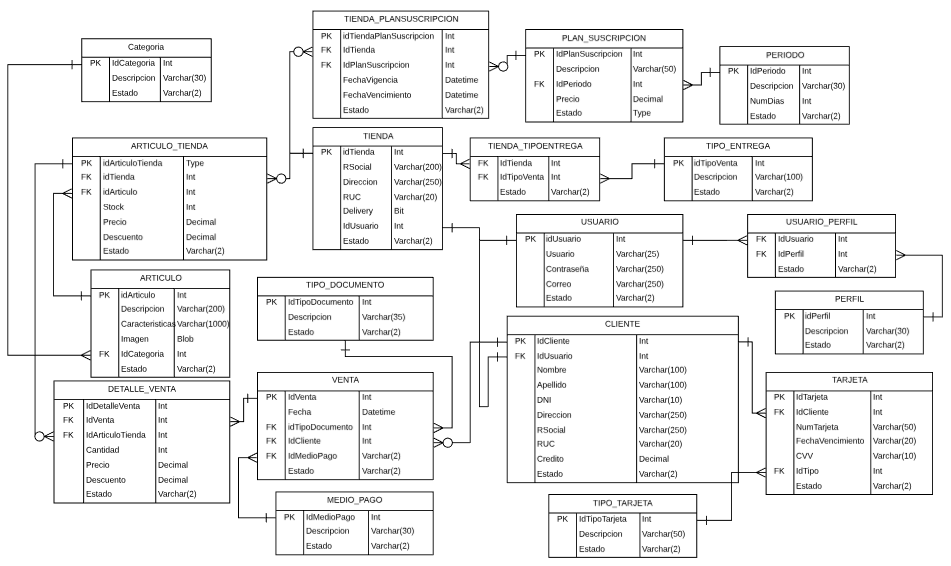 TIENDA_PLANSUSCRIPCION
PK idTiendaPlanSuscripcion Int
FK IdTienda Int
FK IdPlanSuscripcion Int
FechaVigencia Datetime
FechaVencimiento Datetime
Estado Varchar(2)
Categoria
PK IdCategoria Int
Descripcion Varchar(30)
Estado Varchar(2)
PLAN_SUSCRIPCION
PK IdPlanSuscripcion Int
Descripcion Varchar(50)
FK IdPeriodo Int
Precio Decimal
Estado Type
PERIODO
PK IdPeriodo Int
Descripcion Varchar(30)
NumDias Int
Estado Varchar(2)
ARTICULO_TIENDA
PK idArticuloTienda Type
FK idTienda Int
FK idArticulo Int
Stock Int
Precio Decimal
Descuento Decimal
Estado Varchar(2)
TIENDA
PK idTienda Int
RSocial Varchar(200)
Direccion Varchar(250)
RUC Varchar(20)
Delivery Bit
IdUsuario Int
Estado Varchar(2)
TIENDA_TIPOENTREGA
FK IdTienda Int
FK IdTipoVenta Int
Estado Varchar(2)
TIPO_ENTREGA
PK idTipoVenta Int
Descripcion Varchar(100)
Estado Varchar(2)
USUARIO
PK idUsuario Int
Usuario Varchar(25)
Contraseña Varchar(250)
Correo Varchar(250)
Estado Varchar(2)
USUARIO_PERFIL
FK IdUsuario Int
FK IdPerfil Int
Estado Varchar(2)
ARTICULO
PK idArticulo Int
Descripcion Varchar(200)
Caracteristicas Varchar(1000)
Imagen Blob
FK IdCategoria Int
Estado Varchar(2)
TIPO_DOCUMENTO
PK IdTipoDocumento Int
Descripcion Varchar(35)
Estado Varchar(2)
PERFIL
PK idPerfil Int
Descripcion Varchar(30)
Estado Varchar(2)
CLIENTE
PK IdCliente Int
FK IdUsuario Int
Nombre Varchar(100)
Apellido Varchar(100)
DNI Varchar(10)
Direccion Varchar(250)
RSocial Varchar(250)
RUC Varchar(20)
Credito Decimal
Estado Varchar(2)
DETALLE_VENTA
PK IdDetalleVenta Int
FK IdVenta Int
FK IdArticuloTienda Int
Cantidad Int
Precio Decimal
Descuento Decimal
Estado Varchar(2)
VENTA
PK IdVenta Int
Fecha Datetime
FK idTipoDocumento Int
FK IdCliente Int
FK IdMedioPago Varchar(2)
Estado Varchar(2)
TARJETA
PK IdTarjeta Int
FK IdCliente Int
NumTarjeta Varchar(50)
FechaVencimiento Varchar(20)
CVV Varchar(10)
FK IdTipo Int
Estado Varchar(2)
MEDIO_PAGO
PK IdMedioPago Int
Descripcion Varchar(30)
Estado Varchar(2)
TIPO_TARJETA
PK IdTipoTarjeta Int
Descripcion Varchar(50)
Estado Varchar(2)